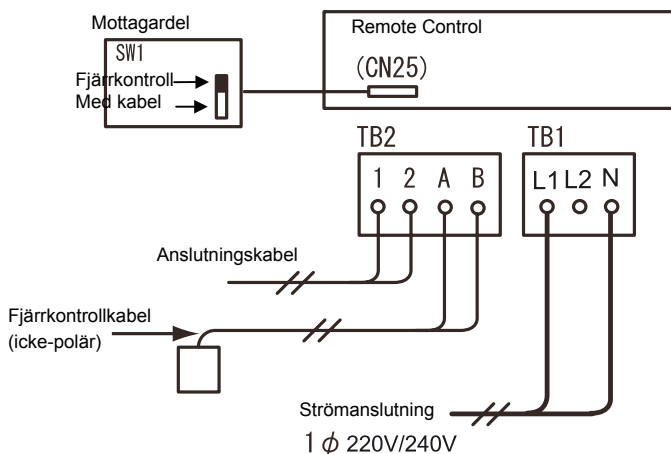 Mottagardel
SW1
Fjärrkontroll
Med kabel
Remote Control
(CN25)
TB2
1 2 A B
TB1
L1 L2 N
Anslutningskabel
Fjärrkontrollkabel
(icke-polär)
Strömanslutning
1 ϕ 220V/240V